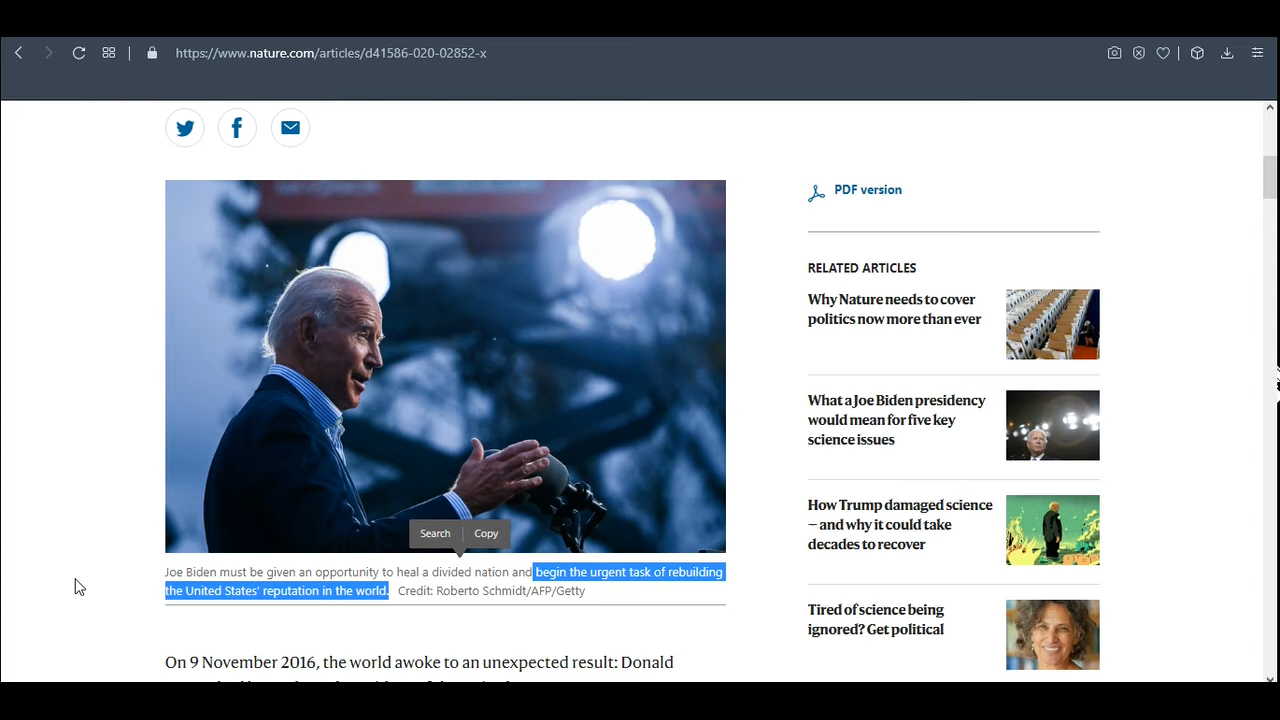 https://www.nature.com/articles/d41586-020-02852-x
PDF version
RELATED ARTICLES
Why Nature needs to cover
politics now more than ever
What a Joe Biden presidency
would mean for five key
science issues
How Trump damaged science
– and why it could take
decades to recover
Tired of science being
ignored? Get political
Search Copy
Joe Biden must be given an opportunity to heal a divided nation and begin the urgent task of rebuilding
the United States' reputation in the world. Credit: Roberto Schmidt/AFP/Getty
On 9 November 2016, the world awoke to an unexpected result: Donald